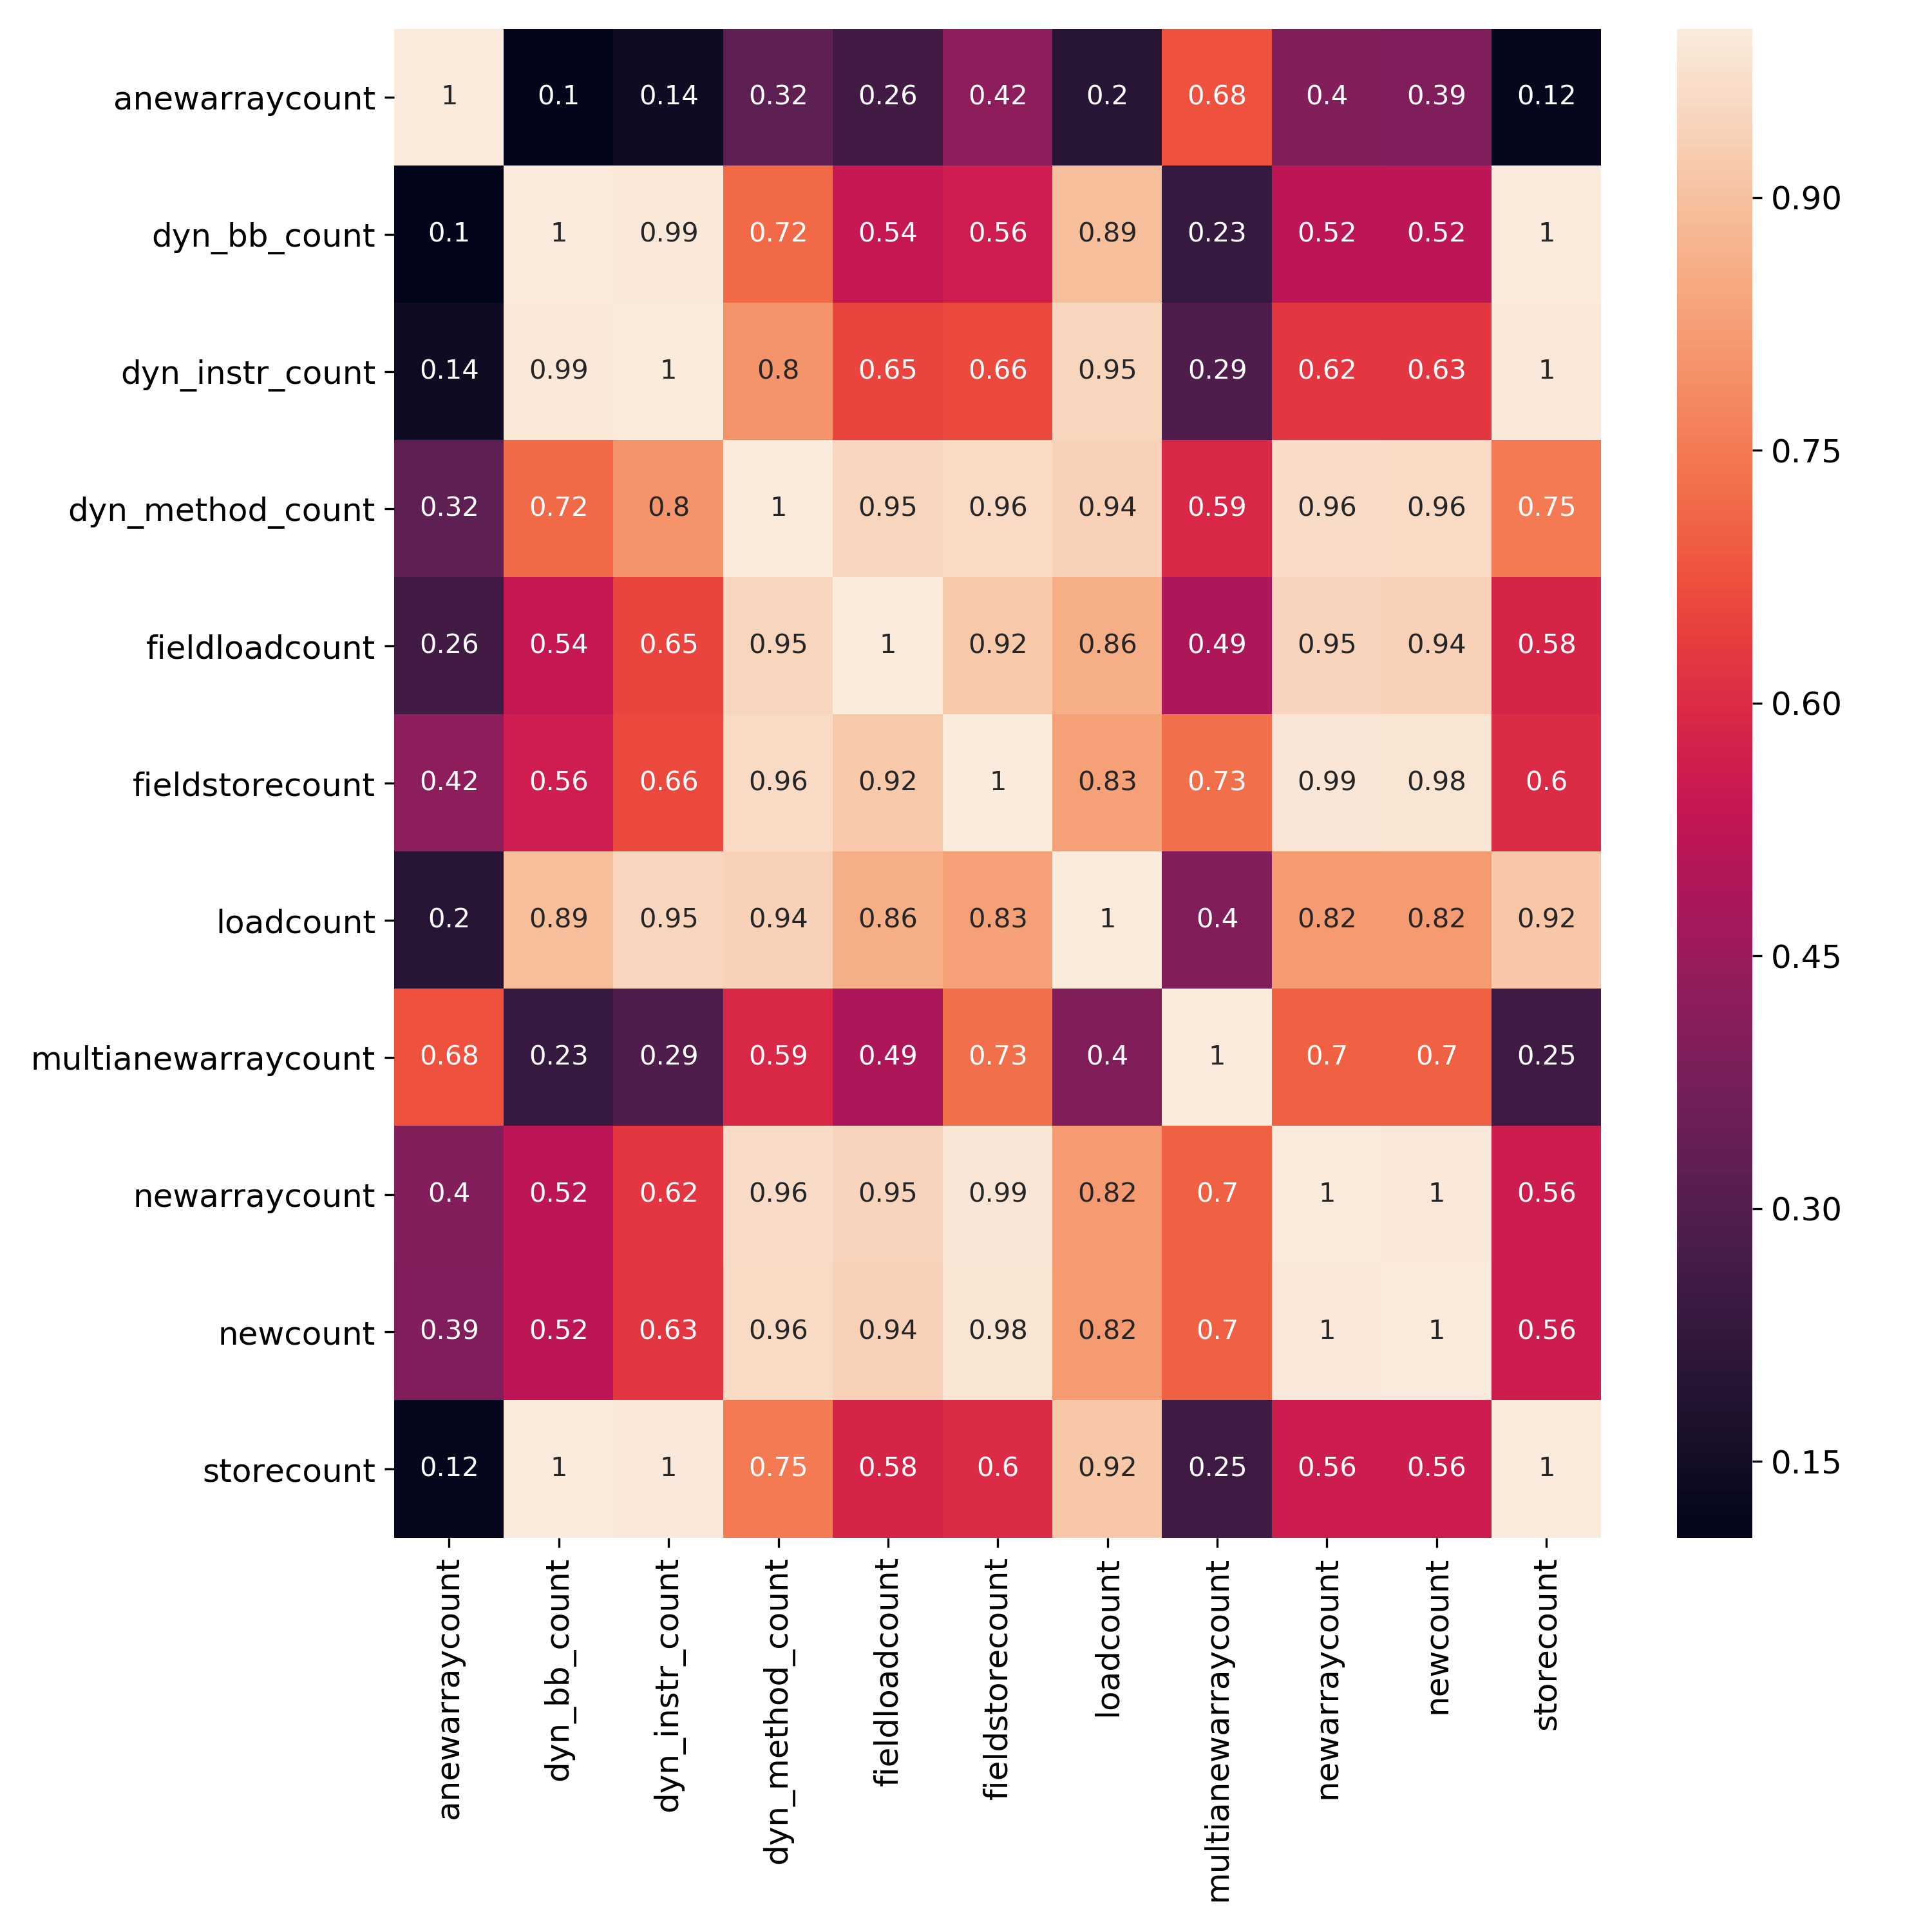 anewarraycount 1 0.1 0.14 0.32 0.26 0.42 0.2 0.68 0.4 0.39 0.12
dyn_bb_count 0.1 1 0.99 0.72 0.54 0.56 0.89 0.23 0.52 0.52 1
dyn_instr_count 0.14 0.99 1 0.8 0.65 0.66 0.95 0.29 0.62 0.63 1
dyn_method_count 0.32 0.72 0.8 1 0.95 0.96 0.94 0.59 0.96 0.96 0.75
fieldloadcount 0.26 0.54 0.65 0.95 1 0.92 0.86 0.49 0.95 0.94 0.58
fieldstorecount 0.42 0.56 0.66 0.96 0.92 1 0.83 0.73 0.99 0.98 0.6
loadcount 0.2 0.89 0.95 0.94 0.86 0.83 1 0.4 0.82 0.82 0.92
multianewarraycount 0.68 0.23 0.29 0.59 0.49 0.73 0.4 1 0.7 0.7 0.25
newarraycount 0.4 0.52 0.62 0.96 0.95 0.99 0.82 0.7 1 1 0.56
newcount 0.39 0.52 0.63 0.96 0.94 0.98 0.82 0.7 1 1 0.56
storecount 0.12 1 1 0.75 0.58 0.6 0.92 0.25 0.56 0.56 1
anewarraycount
dyn_bb_count
dyn_instr_count
dyn_method_count
fieldloadcount
fieldstorecount
loadcount
multianewarraycount
newarraycount
newcount
storecount
0.90
0.75
0.60
0.45
0.30
0.15